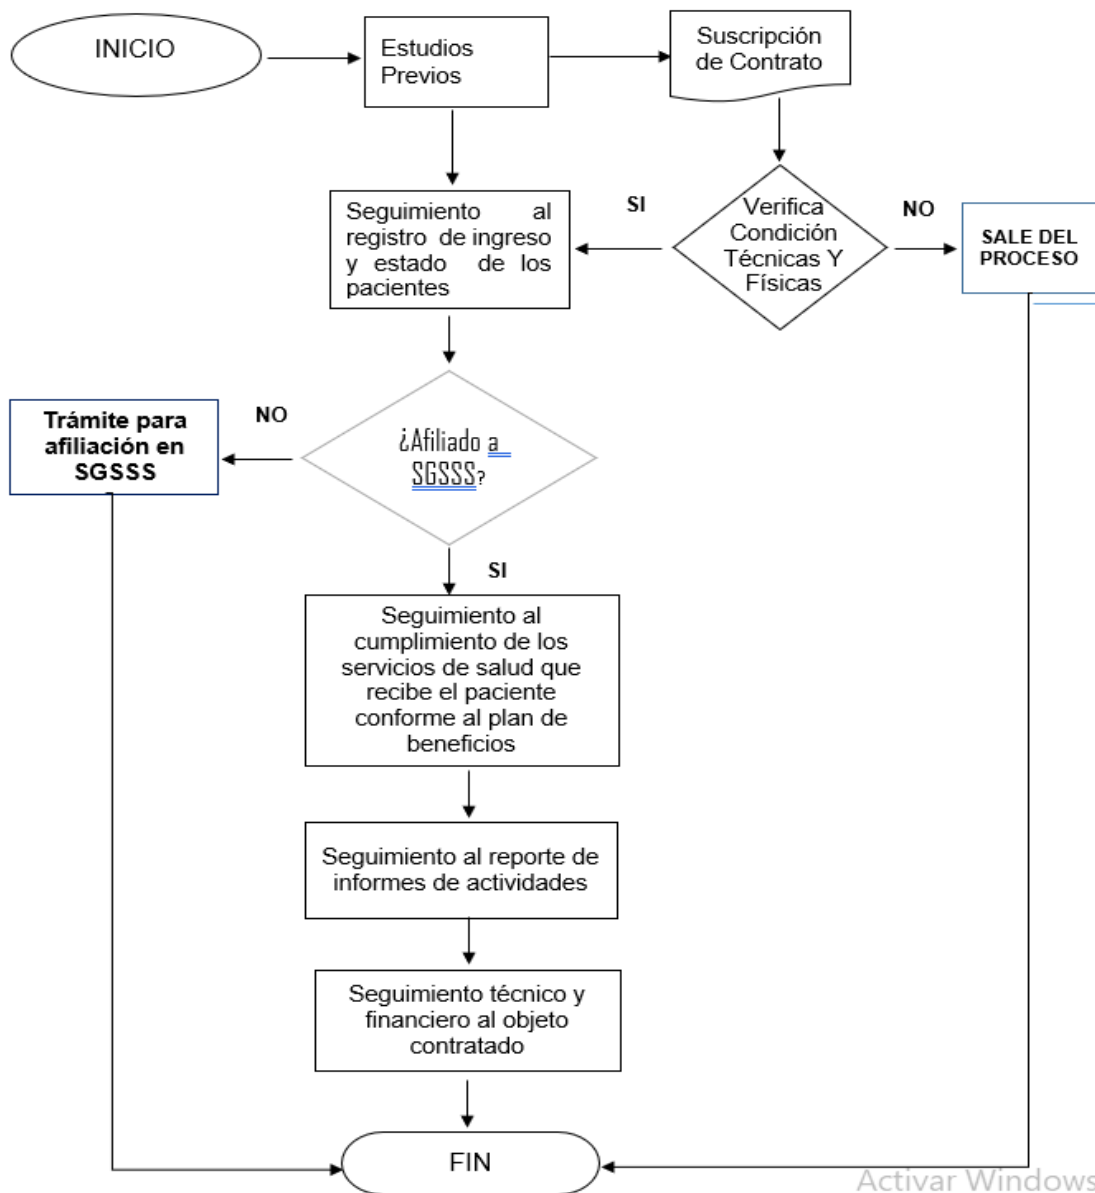 INICIO
Estudios
Previos
Suscripción
de Contrato
Seguimiento al
registro de ingreso
y estado de los
pacientes
SI
Verifica
Condición
Técnicas Y
Físicas
NO
SALE DEL
PROCESO
Trámite para
afiliación en
SGSSS
NO
¿Afiliado a
SGSSS?
SI
Seguimiento al
cumplimiento de los
servicios de salud que
recibe el paciente
conforme al plan de
beneficios
Seguimiento al reporte de
informes de actividades
Seguimiento técnico y
financiero al objeto
contratado
FIN
Activar Windows